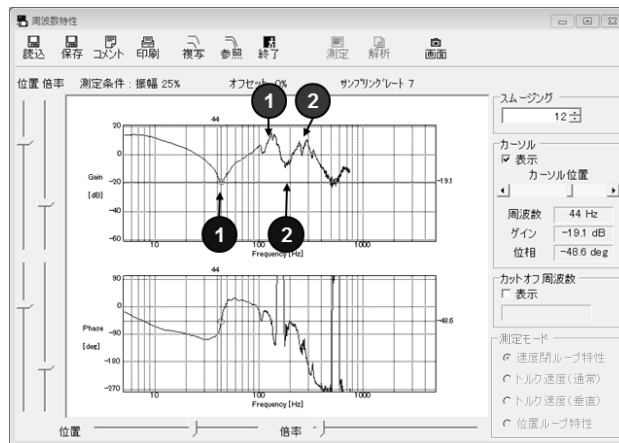 周波数特性
読込 保存 コメント 印刷 複写 参照 終了 測定 解析 画面
位置 倍率 測定条件 : 振幅 25% オフセット 0% サンプリングレート 7
1 2
44
20
0
-20
-40
-60
Gain
[dB]
-19.1
1 2
10 100 1000
Frequency[Hz]
44
90
0
-90
-180
-270
Phase
[deg]
-48.6
10 100 1000
Frequency[Hz]
位置 倍率
スムージング
12
カーソル
表示
カーソル位置
周波数 44 Hz
ゲイン -19.1 dB
位相 -48.6 deg
カットオフ周波数
表示
測定モード
速度閉ループ特性
トルク速度(通常)
トルク速度(垂直)
位置ループ特性